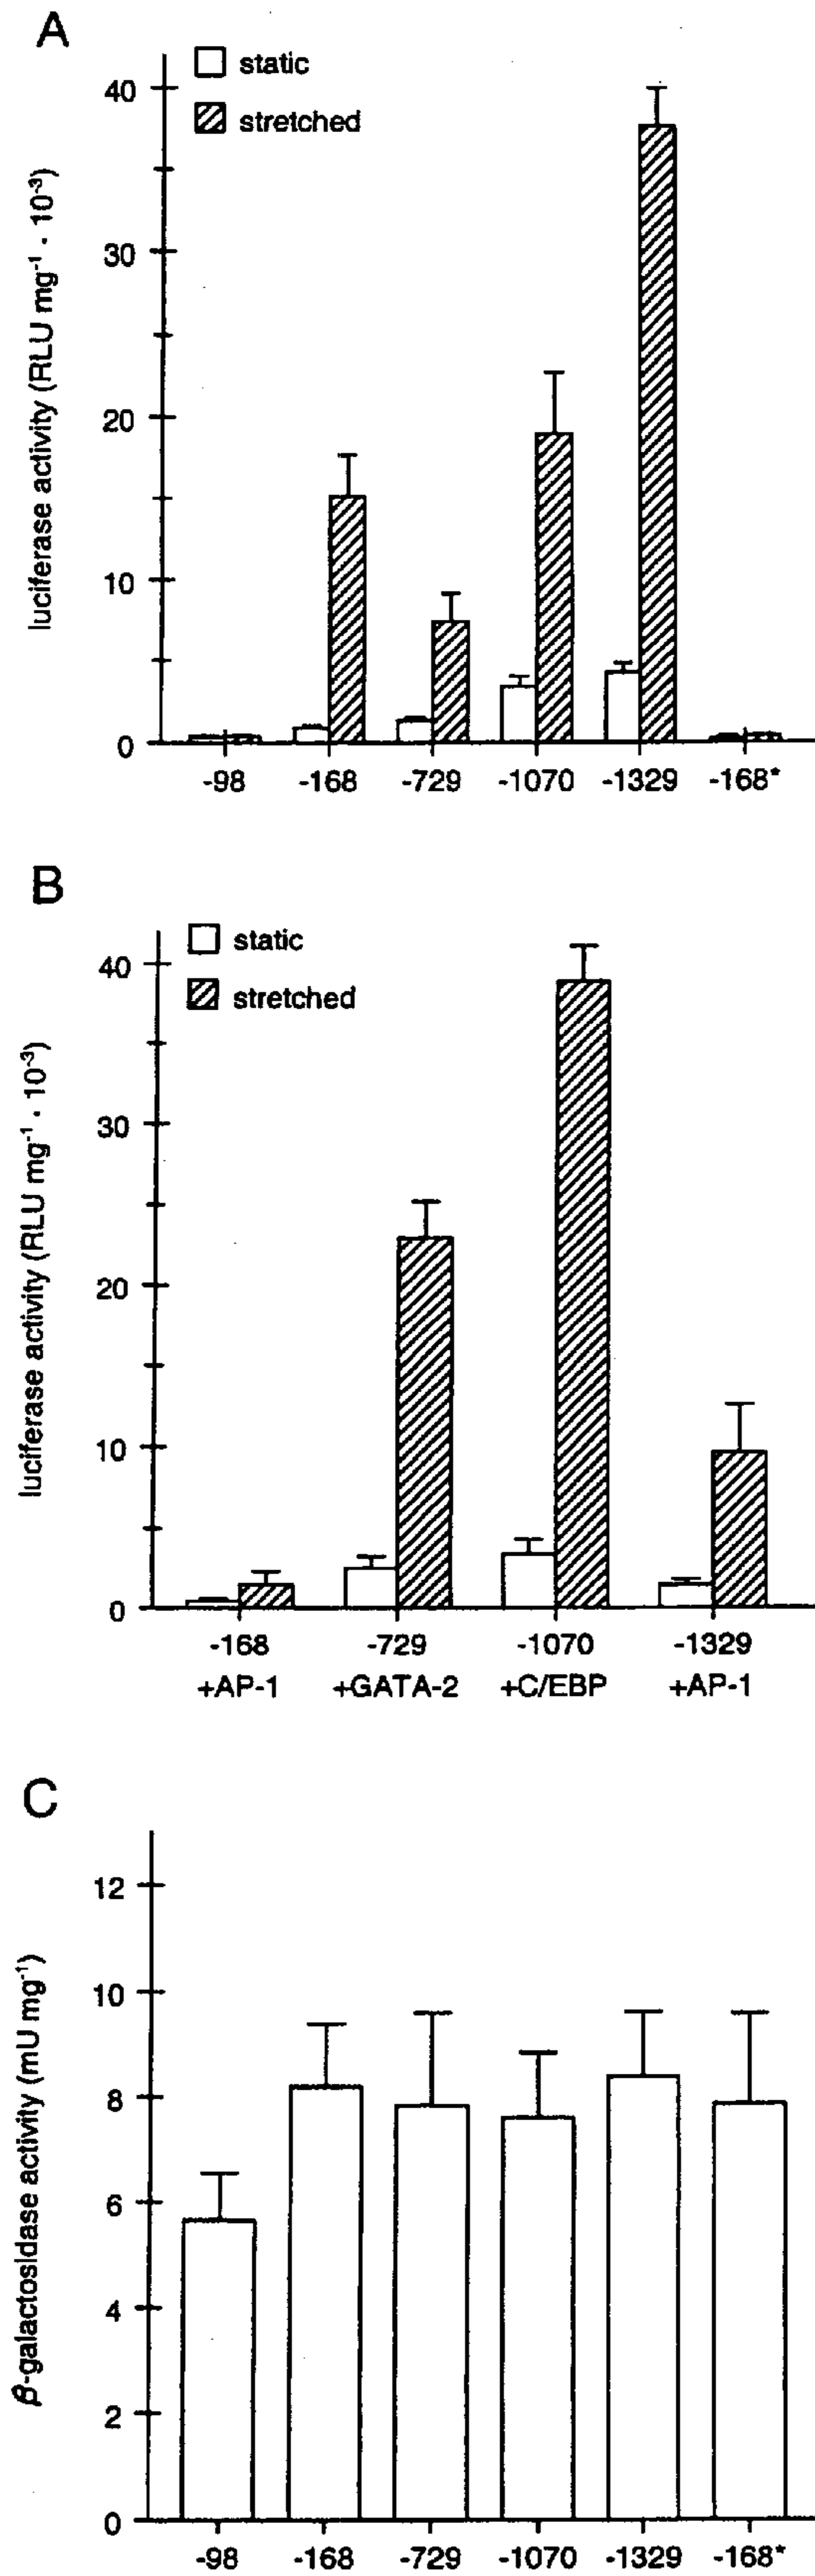 A
static
stretched
luciferase activity (RLU mg⁻¹ · 10⁻³)
40
30
20
10
0
-98 -168 -729 -1070 -1329 -168*
B
static
stretched
luciferase activity (RLU mg⁻¹ · 10⁻³)
40
30
20
10
0
-168 -729 -1070 -1329
+AP-1 +GATA-2 +C/EBP +AP-1
C
β-galactosidase activity (mU mg⁻¹)
12
10
8
6
4
2
0
-98 -168 -729 -1070 -1329 -168*